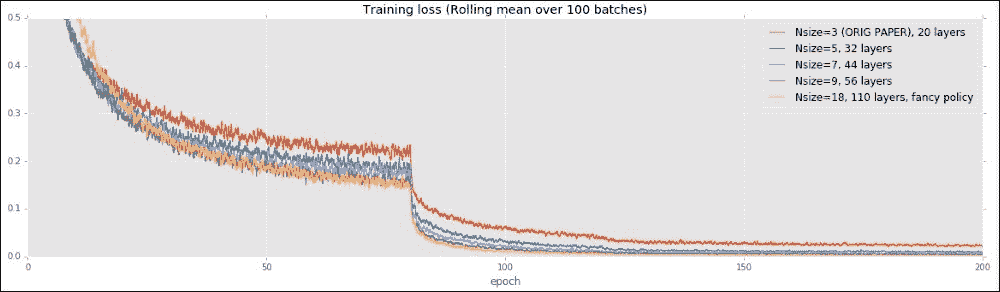 Training loss (Rolling mean over 100 batches)
0.5
0.4
0.3
0.2
0.1
0.0
Nsize=3 (ORIG PAPER), 20 layers
Nsize=5, 32 layers
Nsize=7, 44 layers
Nsize=9, 56 layers
Nsize=18, 110 layers, fancy policy
0 50 100 150 200
epoch